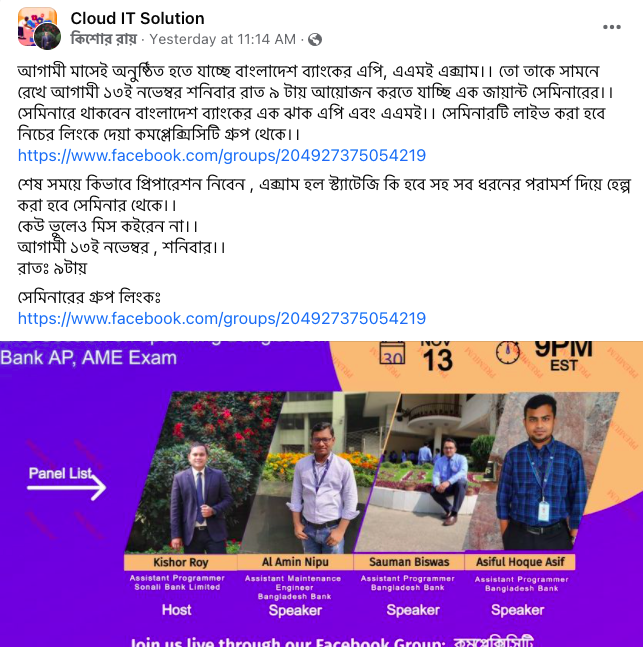 Cloud IT Solution
কিশোর রায় · Yesterday at 11:14 AM ·
আগামী মাসেই অনুষ্ঠিত হতে যাচ্ছে বাংলাদেশ ব্যাংকের এপি, এএমই এক্সাম।। তো তাকে সামনে
রেখে আগামী ১৩ই নভেম্বর শনিবার রাত ৯ টায় আয়োজন করতে যাচ্ছি এক জায়ান্ট সেমিনারের।।
সেমিনারে থাকবেন বাংলাদেশ ব্যাংকের এক ঝাক এপি এবং এএমই।। সেমিনারটি লাইভ করা হবে
নিচের লিংকে দেয়া কমপ্লেক্সিসিটি গ্রুপ থেকে।।
https://www.facebook.com/groups/204927375054219
শেষ সময়ে কিভাবে প্রিপারেশন নিবেন , এক্সাম হল স্ট্যাটেজি কি হবে সহ সব ধরনের পরামর্শ দিয়ে হেল্প
করা হবে সেমিনার থেকে।।
কেউ ভুলেও মিস কইরেন না।।
আগামী ১৩ই নভেম্বর , শনিবার।।
রাতঃ ৯টায়
সেমিনারের গ্রুপ লিংকঃ
https://www.facebook.com/groups/204927375054219
Bank AP, AME Exam
30
NOV
13
9PM
EST
Panel List
Kishor Roy
Assistant Programmer
Sonali Bank Limited
Host
Al Amin Nipu
Assistant Maintenance
Engineer
Bangladesh Bank
Speaker
Sauman Biswas
Assistant Programmer
Bangladesh Bank
Speaker
Asiful Hoque Asif
Assistant Programmer
Bangladesh Bank
Speaker
Join us live through our Facebook Group: কমপ্লেক্সিসিটি